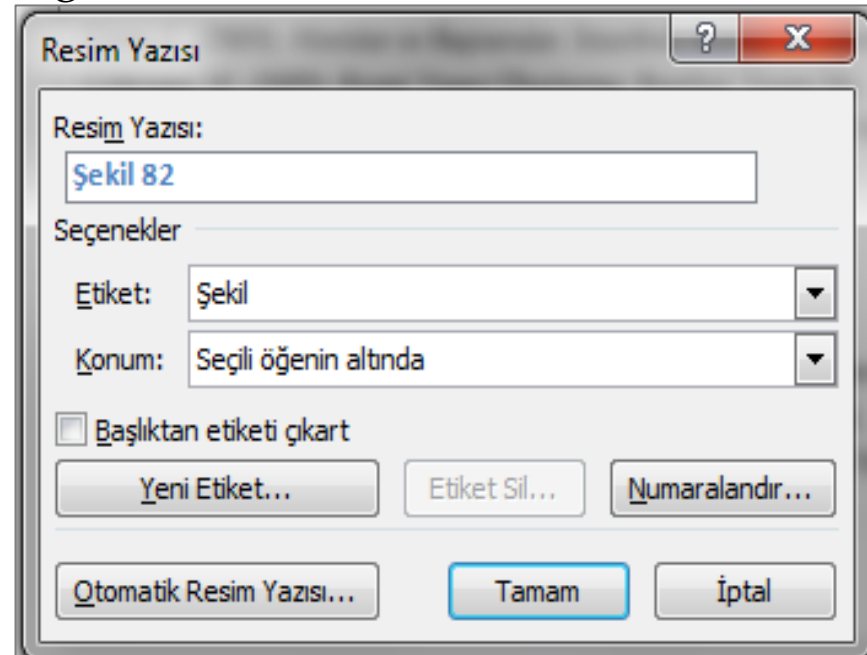 Resim Yazısı
Resim Yazısı:
Şekil 82
Seçenekler
Etiket: Şekil
Konum: Seçili öğenin altında
Başlıktan etiketi çıkart
Yeni Etiket... Etiket Sil... Numaralandır...
Otomatik Resim Yazısı... Tamam İptal